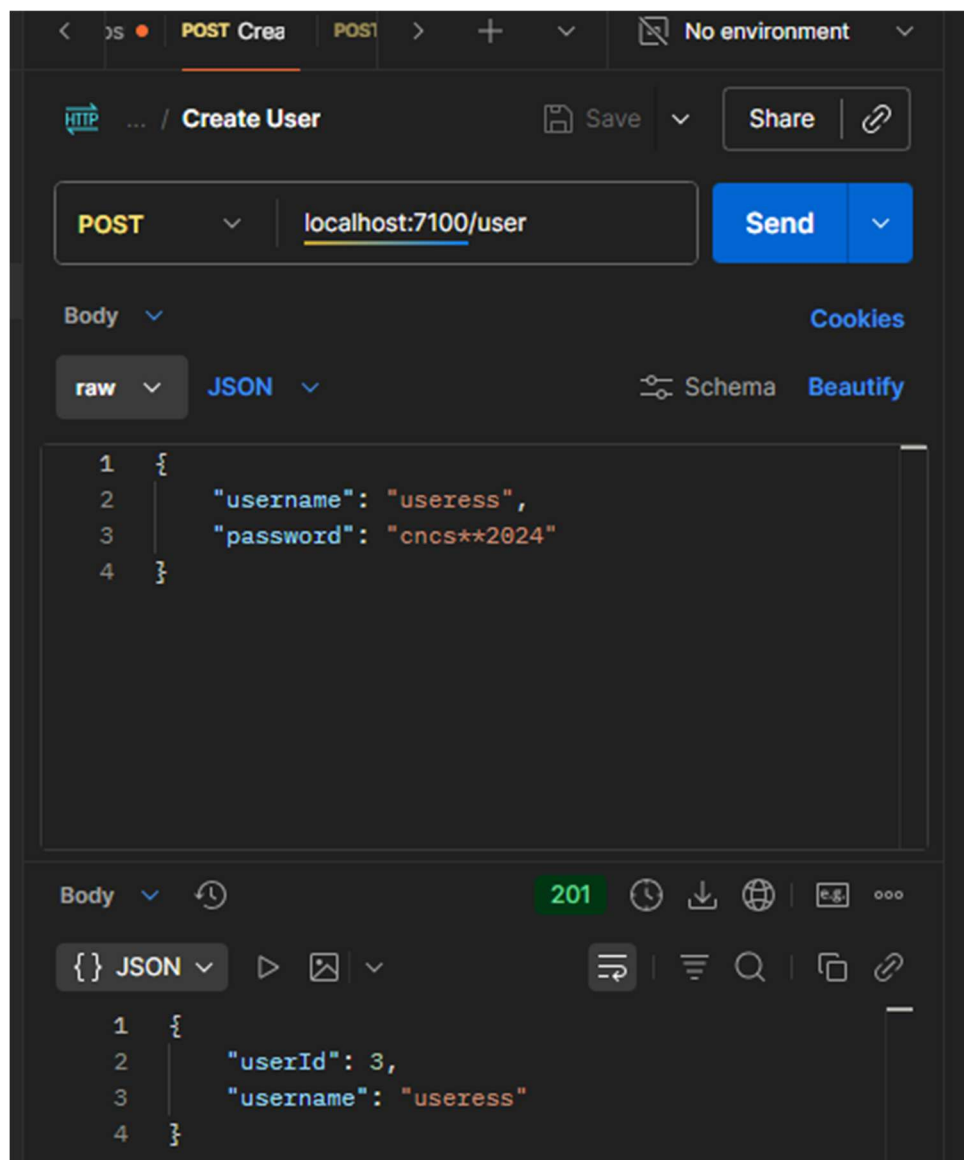 os POST Crea POST No environment
HTTP ... / Create User Save Share
POST localhost:7100/user Send
Body Cookies
raw JSON Schema Beautify
1 {
2 "username": "useress",
3 "password": "cncs**2024"
4 }
Body 201 e.g.
{} JSON
1 {
2 "userId": 3,
3 "username": "useress"
4 }